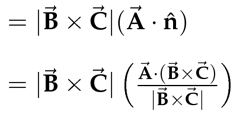 = |B⃗ × C⃗|(A⃗ · n̂)
= |B⃗ × C⃗| ( A⃗·(B⃗×C⃗) / |B⃗×C⃗| )